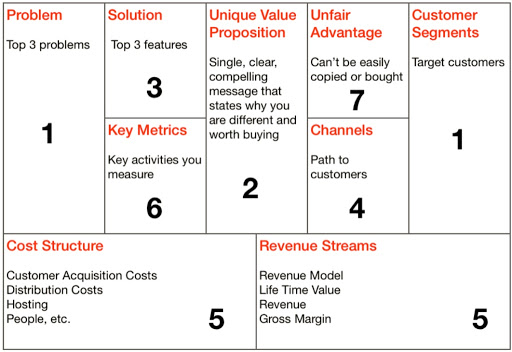 Problem
Top 3 problems
1
Solution
Top 3 features
3
Key Metrics
Key activities you
measure
6
Unique Value
Proposition
Single, clear,
compelling
message that
states why you
are different and
worth buying
2
Unfair
Advantage
Can't be easily
copied or bought
7
Channels
Path to
customers
4
Customer
Segments
Target customers
1
Cost Structure
Customer Acquisition Costs
Distribution Costs
Hosting
People, etc.
5
Revenue Streams
Revenue Model
Life Time Value
Revenue
Gross Margin
5